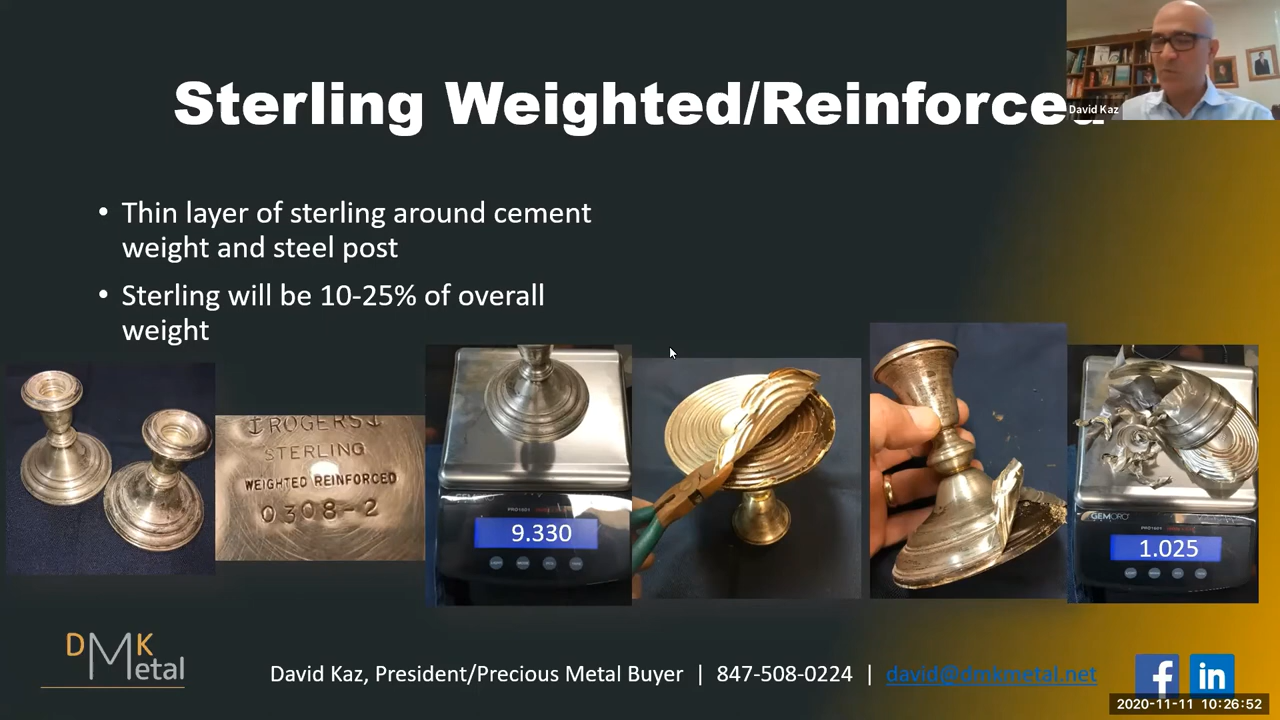 Sterling Weighted/Reinforced
David Kaz
• Thin layer of sterling around cement
weight and steel post
• Sterling will be 10-25% of overall
weight
ROGERS
STERLING
WEIGHTED REINFORCED
0308-2
9.330
GEMORO
1.025
DMK
Metal
David Kaz, President/Precious Metal Buyer | 847-508-0224 | david@dmkmetal.net
f in
2020-11-11 10:26:52